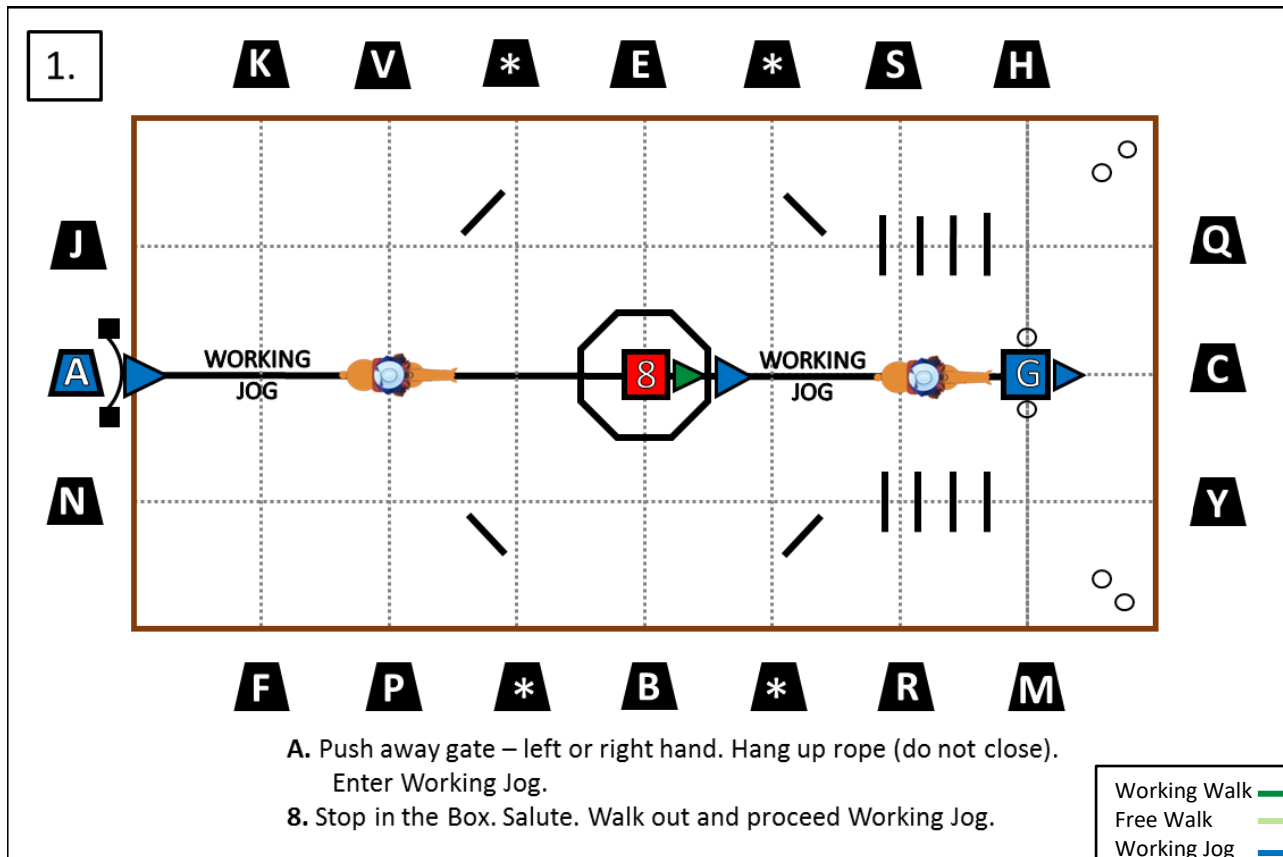 1.
K V * E * S H
J Q
A WORKING 8 WORKING G C
JOG JOG
N Y
F P * B * R M
A. Push away gate – left or right hand. Hang up rope (do not close).
Enter Working Jog.
8. Stop in the Box. Salute. Walk out and proceed Working Jog.
Working Walk
Free Walk
Working Jog